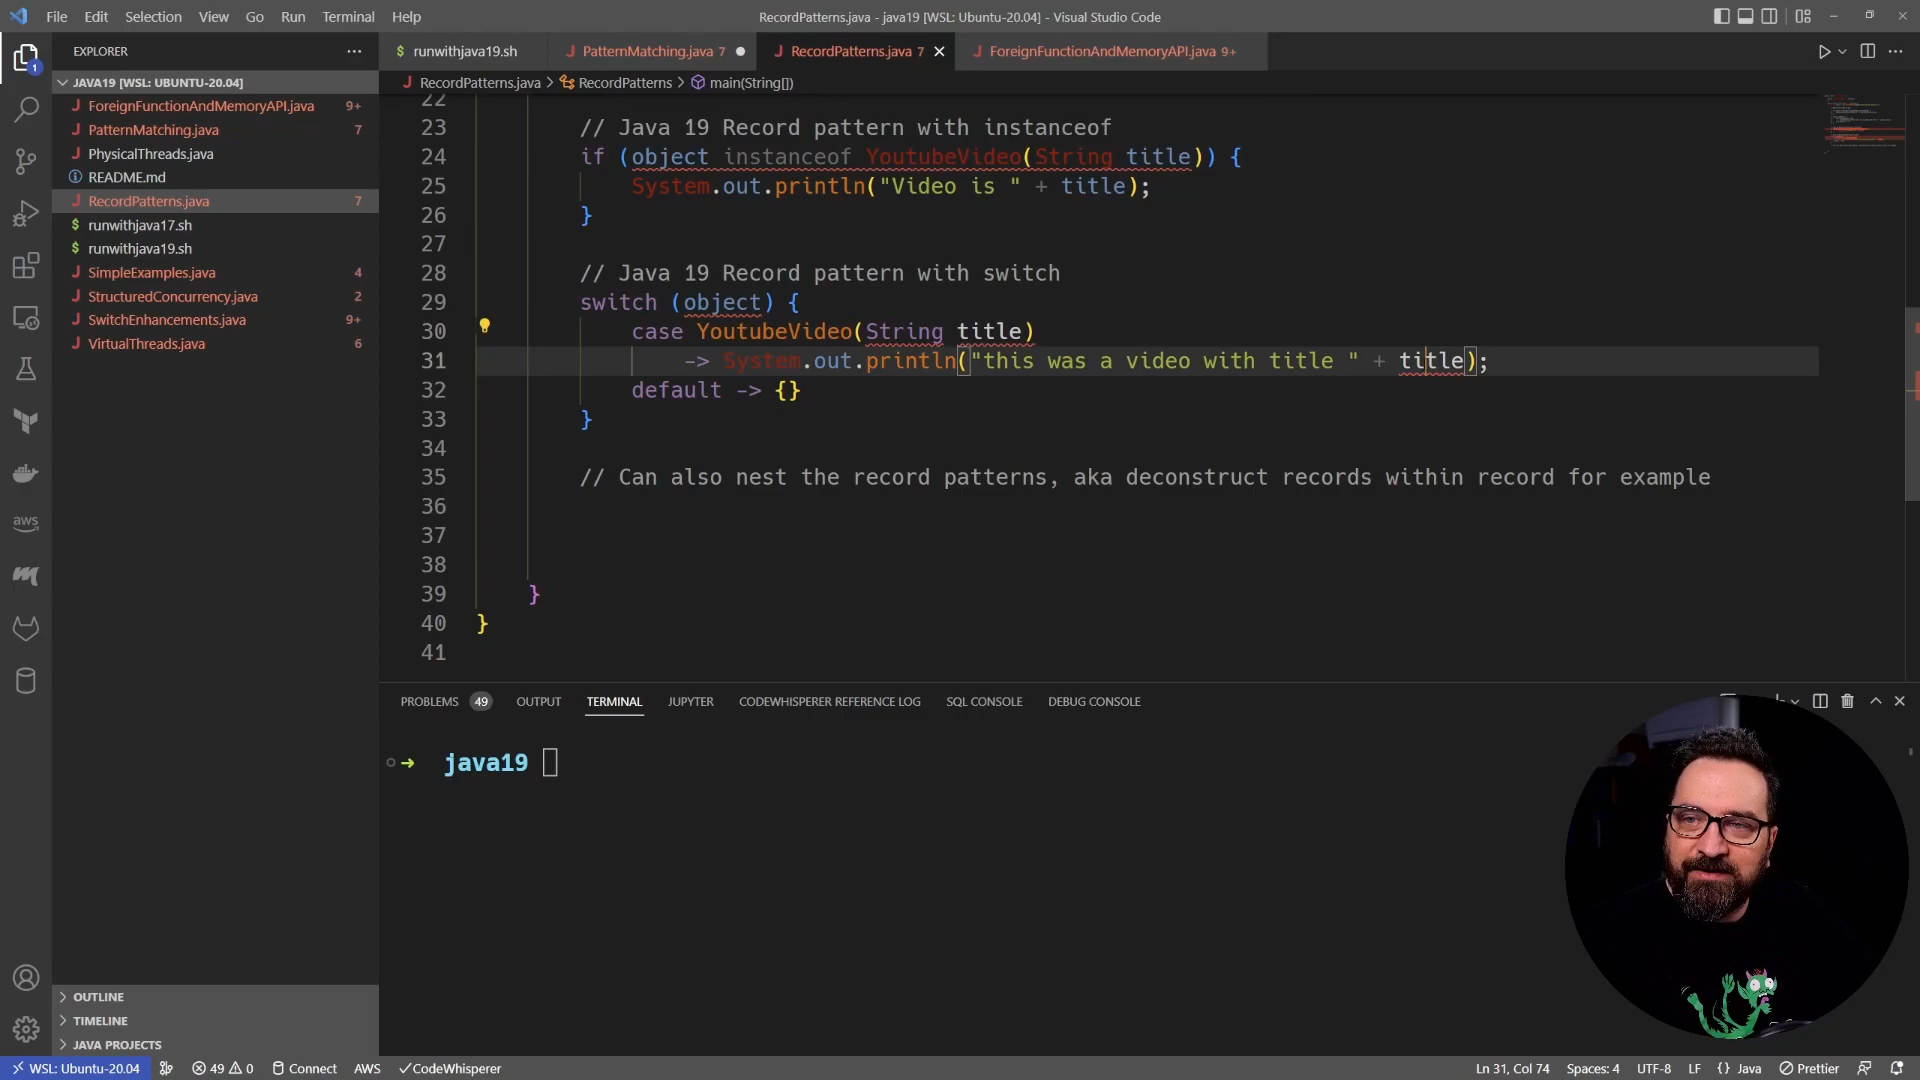 File Edit Selection View Go Run Terminal Help
RecordPatterns.java - java19 [WSL: Ubuntu-20.04] - Visual Studio Code
EXPLORER
JAVA19 [WSL: UBUNTU-20.04]
J ForeignFunctionAndMemoryAPI.java 9+
J PatternMatching.java 7
J PhysicalThreads.java
README.md
J RecordPatterns.java 7
$ runwithjava17.sh
$ runwithjava19.sh
J SimpleExamples.java 4
J StructuredConcurrency.java 2
J SwitchEnhancements.java 9+
J VirtualThreads.java 6
OUTLINE
TIMELINE
JAVA PROJECTS
1
aws
$ runwithjava19.sh J PatternMatching.java 7 J RecordPatterns.java 7 J ForeignFunctionAndMemoryAPI.java 9+
J RecordPatterns.java > RecordPatterns > main(String[])
22
23 // Java 19 Record pattern with instanceof
24 if (object instanceof YoutubeVideo(String title)) {
25 System.out.println("Video is " + title);
26 }
27
28 // Java 19 Record pattern with switch
29 switch (object) {
30 case YoutubeVideo(String title)
31 -> System.out.println("this was a video with title " + title);
32 default -> {}
33 }
34
35 // Can also nest the record patterns, aka deconstruct records within record for example
36
37
38
39 }
40 }
41
PROBLEMS 49 OUTPUT TERMINAL JUPYTER CODEWHISPERER REFERENCE LOG SQL CONSOLE DEBUG CONSOLE
java19
WSL: Ubuntu-20.04 49 0 Connect AWS CodeWhisperer Ln 31, Col 74 Spaces: 4 UTF-8 LF {} Java Prettier